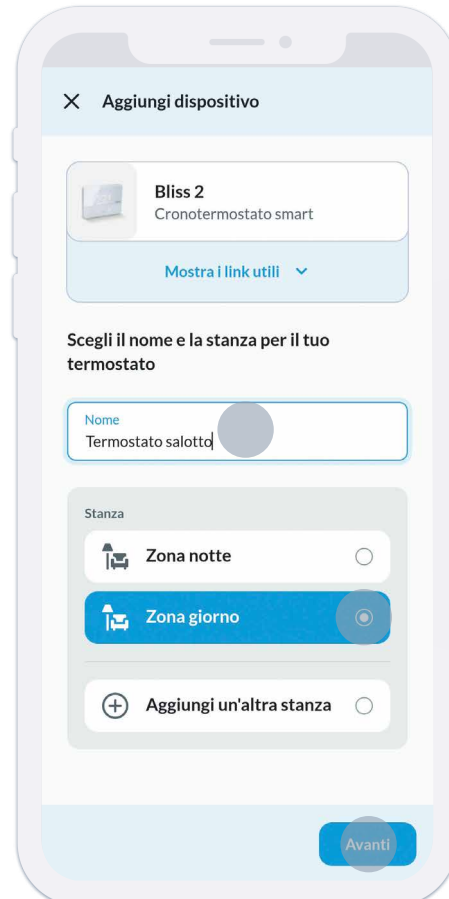 Aggiungi dispositivo
Bliss 2
Cronotermostato smart
Mostra i link utili
Scegli il nome e la stanza per il tuo
termostato
Nome
Termostato salotto
Stanza
Zona notte
Zona giorno
Aggiungi un'altra stanza
Avanti